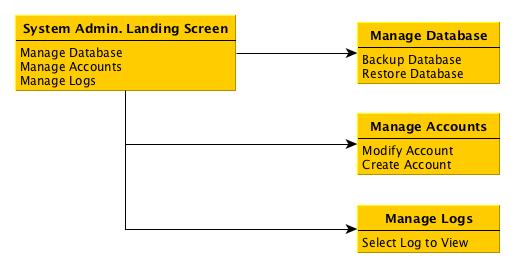 System Admin. Landing Screen
Manage Database
Manage Accounts
Manage Logs
Manage Database
Backup Database
Restore Database
Manage Accounts
Modify Account
Create Account
Manage Logs
Select Log to View